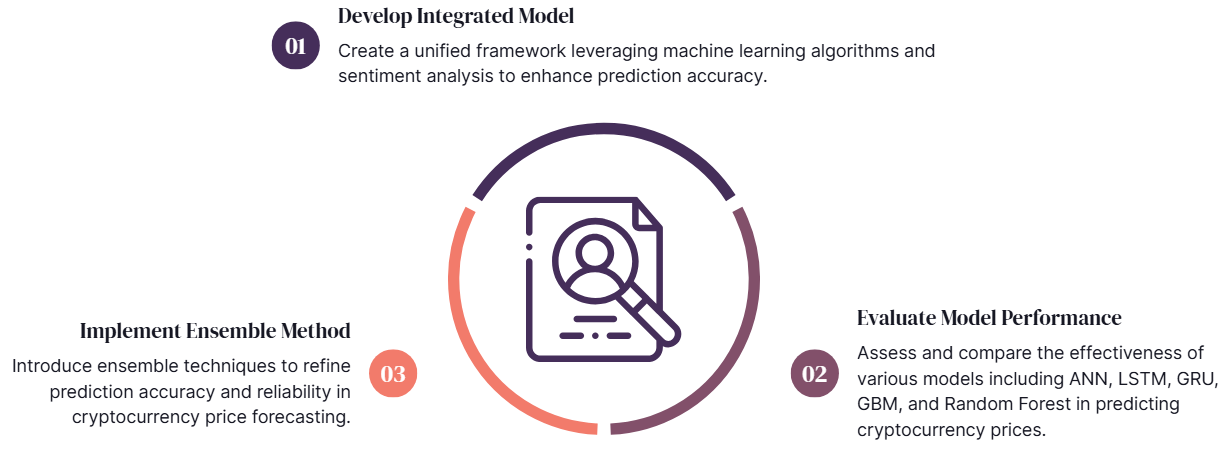 01
Develop Integrated Model
Create a unified framework leveraging machine learning algorithms and
sentiment analysis to enhance prediction accuracy.
02
Evaluate Model Performance
Assess and compare the effectiveness of
various models including ANN, LSTM, GRU,
GBM, and Random Forest in predicting
cryptocurrency prices.
03
Implement Ensemble Method
Introduce ensemble techniques to refine
prediction accuracy and reliability in
cryptocurrency price forecasting.